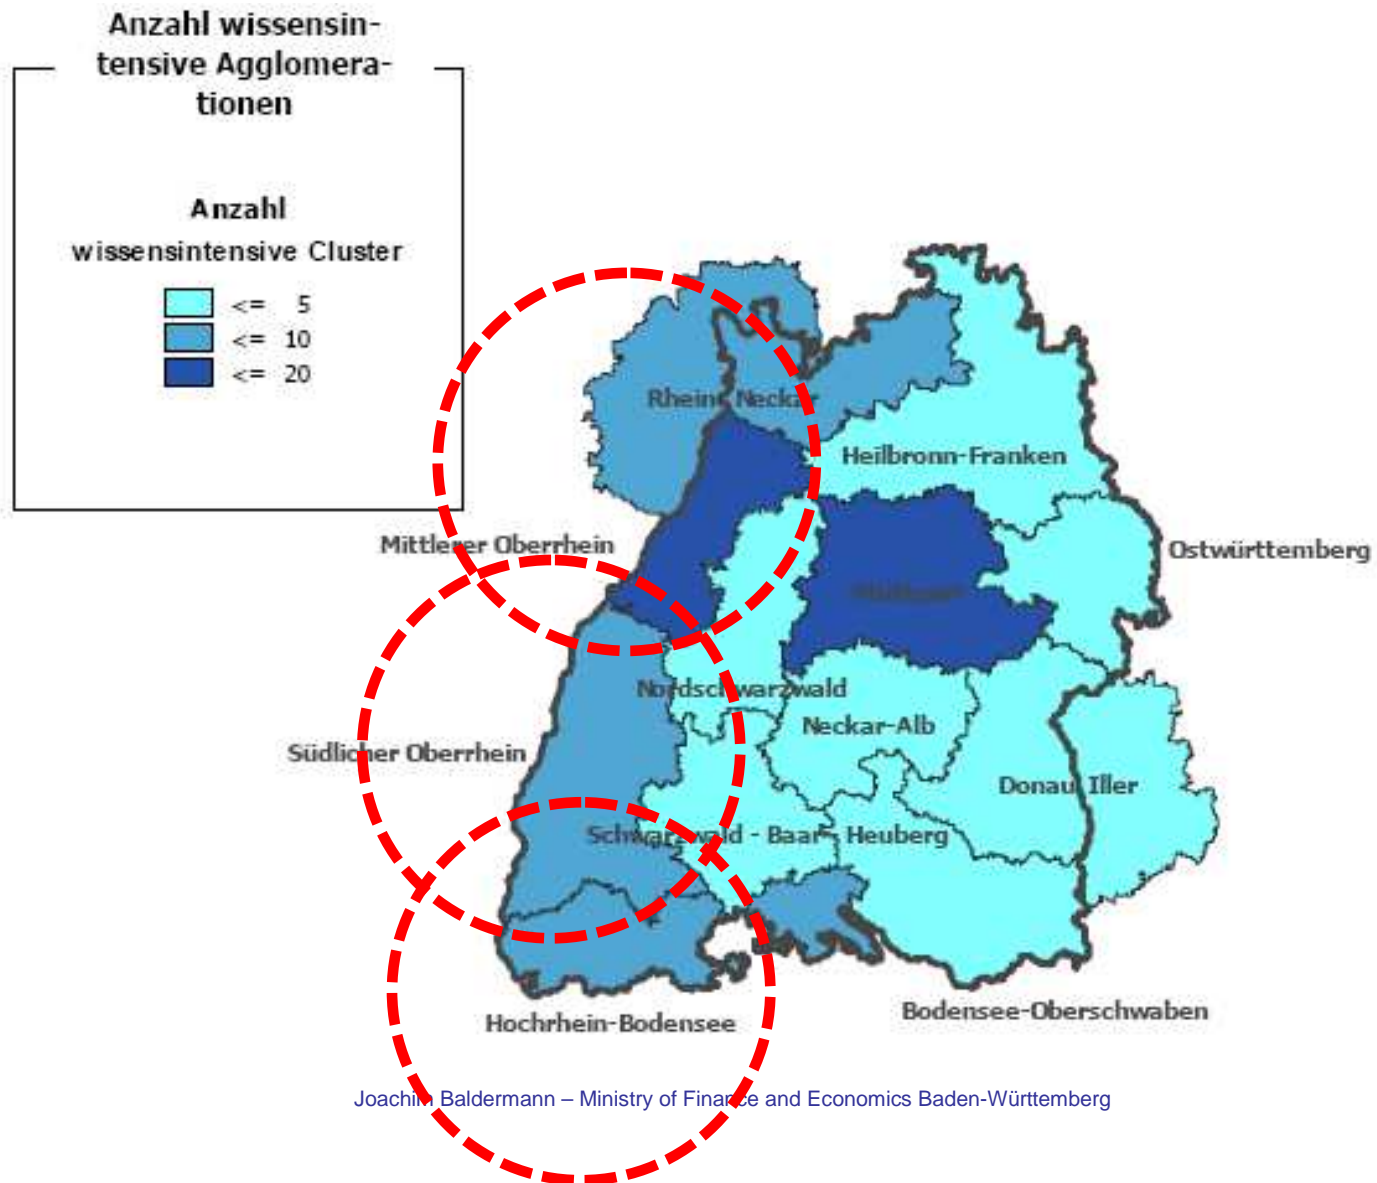 Anzahl wissensin-
tensive Agglomera-
tionen
Anzahl
wissensintensive Cluster
<= 5
<= 10
<= 20
Rhein Neckar
Heilbronn-Franken
Mittlerer Oberrhein
Ostwürttemberg
Nordschwarzwald
Neckar-Alb
Südlicher Oberrhein
Donau Iller
Schwarzwald - Baar - Heuberg
Bodensee-Oberschwaben
Hochrhein-Bodensee
Joachim Baldermann – Ministry of Finance and Economics Baden-Württemberg